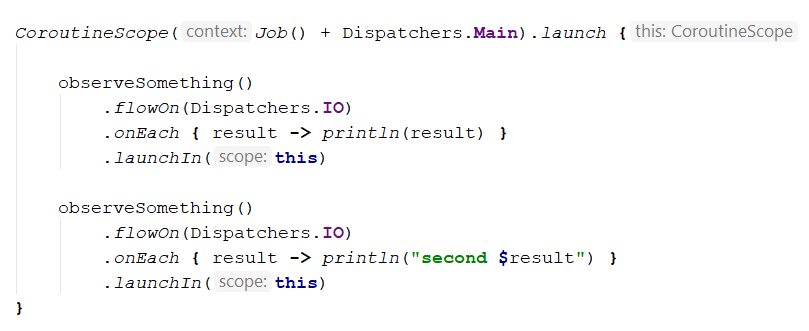 CoroutineScope( context: Job() + Dispatchers.Main).launch { this: CoroutineScope
observeSomething()
.flowOn(Dispatchers.IO)
.onEach { result -> println(result) }
.launchIn( scope: this)
observeSomething()
.flowOn(Dispatchers.IO)
.onEach { result -> println("second $result") }
.launchIn( scope: this)
}